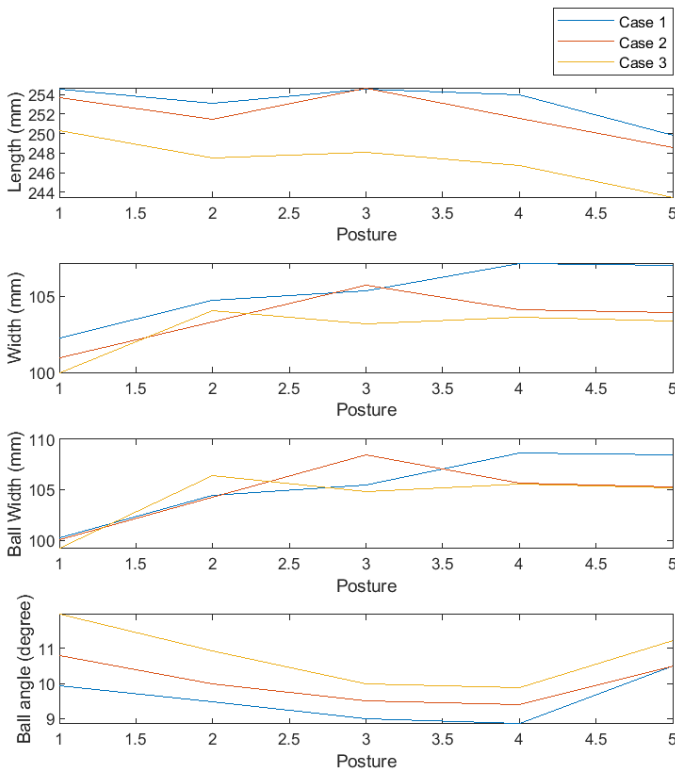 Case 1
Case 2
Case 3
254
252
250
248
246
244
Length (mm)
1 1.5 2 2.5 3 3.5 4 4.5 5
Posture
105
100
Width (mm)
1 1.5 2 2.5 3 3.5 4 4.5 5
Posture
110
105
100
Ball Width (mm)
1 1.5 2 2.5 3 3.5 4 4.5 5
Posture
11
10
9
Ball angle (degree)
1 1.5 2 2.5 3 3.5 4 4.5 5
Posture